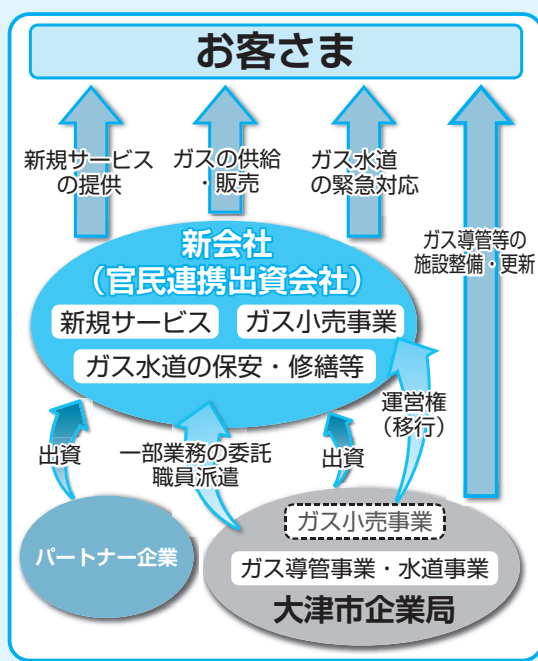 お客さま
新規サービス
の提供
ガスの供給
・販売
ガス水道
の緊急対応
ガス導管等の
施設整備・更新
新会社
（官民連携出資会社）
新規サービス
ガス小売事業
ガス水道の保安・修繕等
出資
一部業務の委託
職員派遣
出資
運営権
（移行）
パートナー企業
ガス小売事業
ガス導管事業・水道事業
大津市企業局